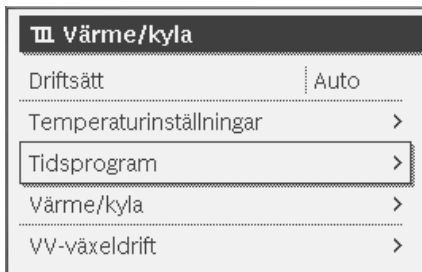 Värme/kyla
Driftsätt Auto
Temperaturinställningar >
Tidsprogram >
Värme/kyla >
VV-växeldrift >